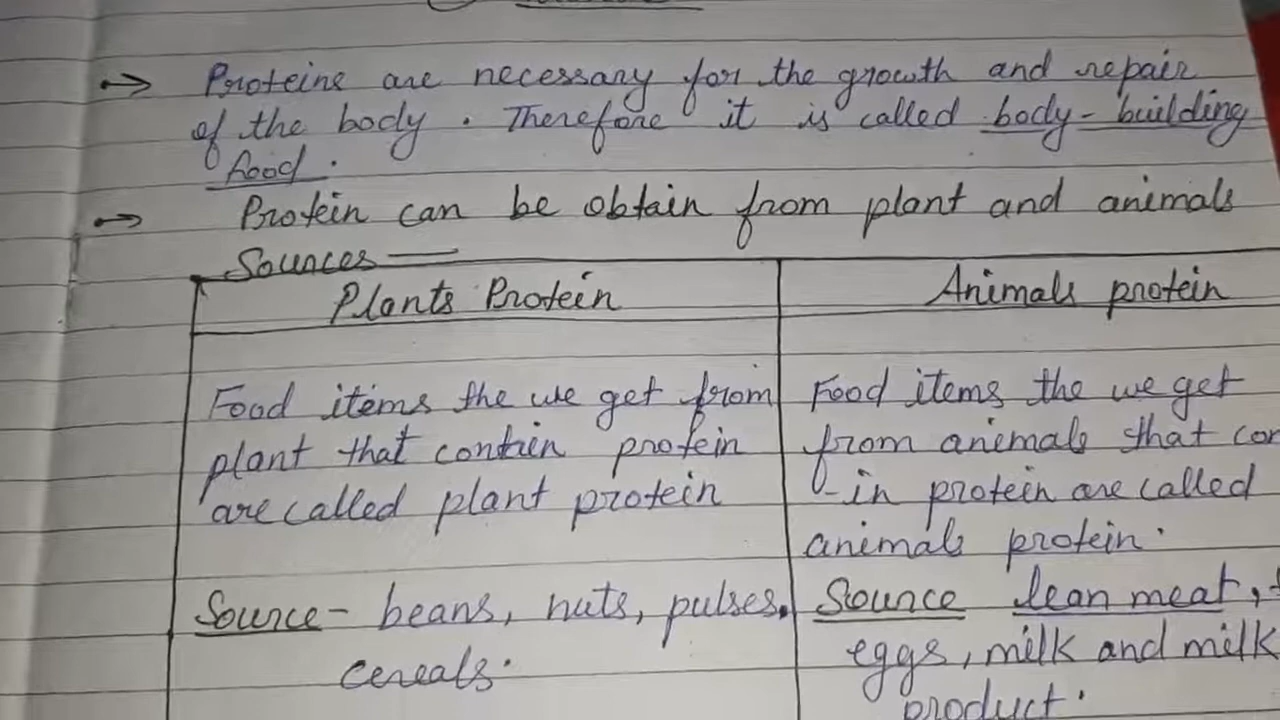 → Proteins are necessary for the growth and repair
of the body. Therefore it is called body-building
food.
→ Protein can be obtain from plant and animals
Sources —
Plants Protein
Animals protein
Food items the we get from
plant that contain protein
are called plant protein
Source - beans, nuts, pulses.
cereals.
Food items the we get
from animals that con
-in protein are called
animals protein.
Source lean meat,
eggs, milk and milk
product.